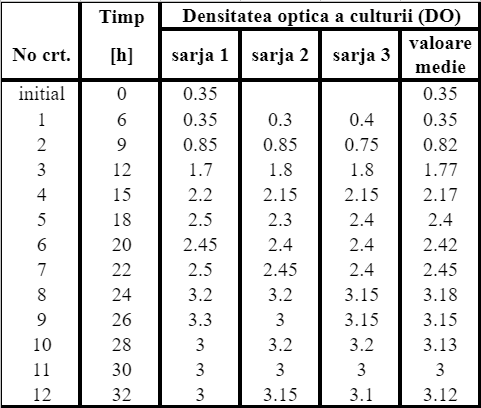 No crt. Timp [h] Densitatea optica a culturii (DO)
sarja 1 sarja 2 sarja 3 valoare medie
initial 0 0.35 0.35
1 6 0.35 0.3 0.4 0.35
2 9 0.85 0.85 0.75 0.82
3 12 1.7 1.8 1.8 1.77
4 15 2.2 2.15 2.15 2.17
5 18 2.5 2.3 2.4 2.4
6 20 2.45 2.4 2.4 2.42
7 22 2.5 2.45 2.4 2.45
8 24 3.2 3.2 3.15 3.18
9 26 3.3 3 3.15 3.15
10 28 3 3.2 3.2 3.13
11 30 3 3 3 3
12 32 3 3.15 3.1 3.12